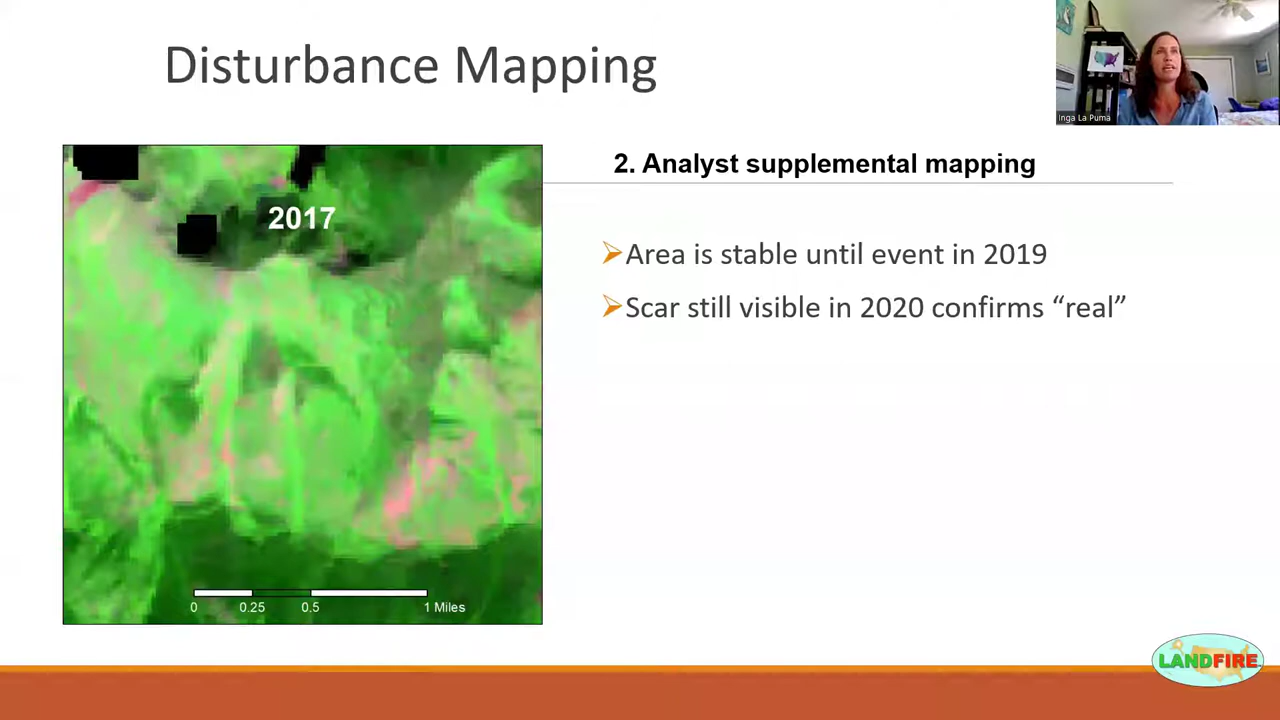 Disturbance Mapping
Inga La Puma
2. Analyst supplemental mapping
2017
➢Area is stable until event in 2019
➢Scar still visible in 2020 confirms “real”
0 0.25 0.5 1 Miles
LANDFIRE